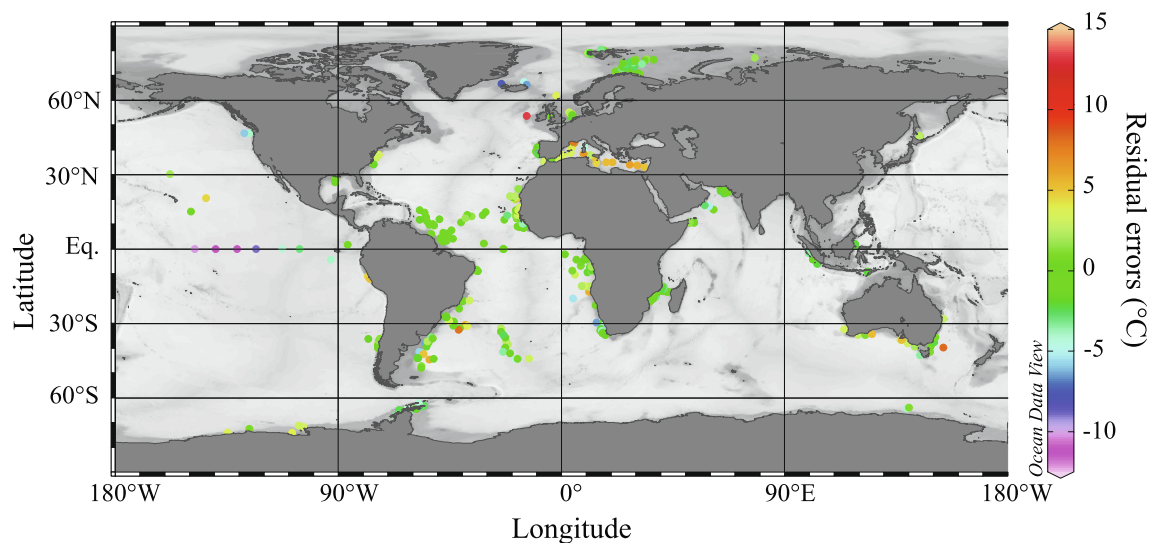 60°N
30°N
Eq.
30°S
60°S
Latitude
180°W
90°W
0°
90°E
180°W
Longitude
15
10
5
0
-5
-10
Residual errors (°C)
Ocean Data View